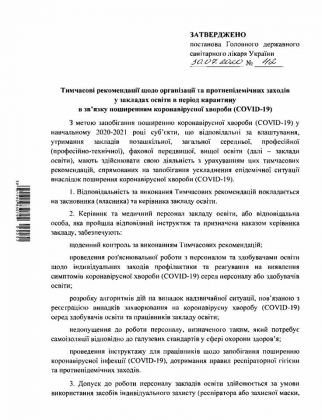 ЗАТВЕРДЖЕНО
постанова Головного державного
санітарного лікаря України
30.07.2020 № 42
Тимчасові рекомендації щодо організації та протиепідемічних заходів
у закладах освіти в період карантину
в зв'язку поширенням коронавірусної хвороби (COVID-19)
З метою запобігання поширенню коронавірусної хвороби (COVID-19) у
навчальному 2020-2021 році суб'єкти, що відповідальні за влаштування,
утримання закладів позашкільної, загальної середньої, професійної
(професійно-технічної), фахової передвищої, вищої освіти (далі – заклади
освіти), мають здійснювати свою діяльність з урахуванням цих тимчасових
рекомендацій, спрямованих на запобігання ускладнення епідемічної ситуації
внаслідок поширення коронавірусної хвороби (COVID-19).
1. Відповідальність за виконання Тимчасових рекомендації покладається
на засновника (власника) та керівника закладу освіти.
2. Керівник та медичний персонал закладу освіти, або відповідальна
особа, яка пройшла відповідний інструктаж та призначена наказом керівника
закладу, забезпечують:
щоденний контроль за виконанням Тимчасових рекомендацій;
проведення роз'яснювальної роботи з персоналом та здобувачами освіти
щодо індивідуальних заходів профілактики та реагування на виявлення
симптомів коронавірусної хвороби (COVID-19) серед персоналу або здобувачів
освіти;
розробку алгоритмів дій на випадок надзвичайної ситуації, пов'язаною з
реєстрацією випадків захворювання на коронавірусну хворобу (COVID-19)
серед здобувачів освіти та працівників закладу освіти;
недопущення до роботи персоналу, визначеного таким, який потребує
самоізоляції відповідно до галузевих стандартів у сфері охорони здоров'я;
проведення інструктажу для працівників щодо запобігання поширенню
коронавірусної інфекції (COVID-19), дотримання правил респіраторної гігієни
та протиепідемічних заходів.
3. Допуск до роботи персоналу закладів освіти здійснюється за умови
використання засобів індивідуального захисту (респіратора або захисної маски,